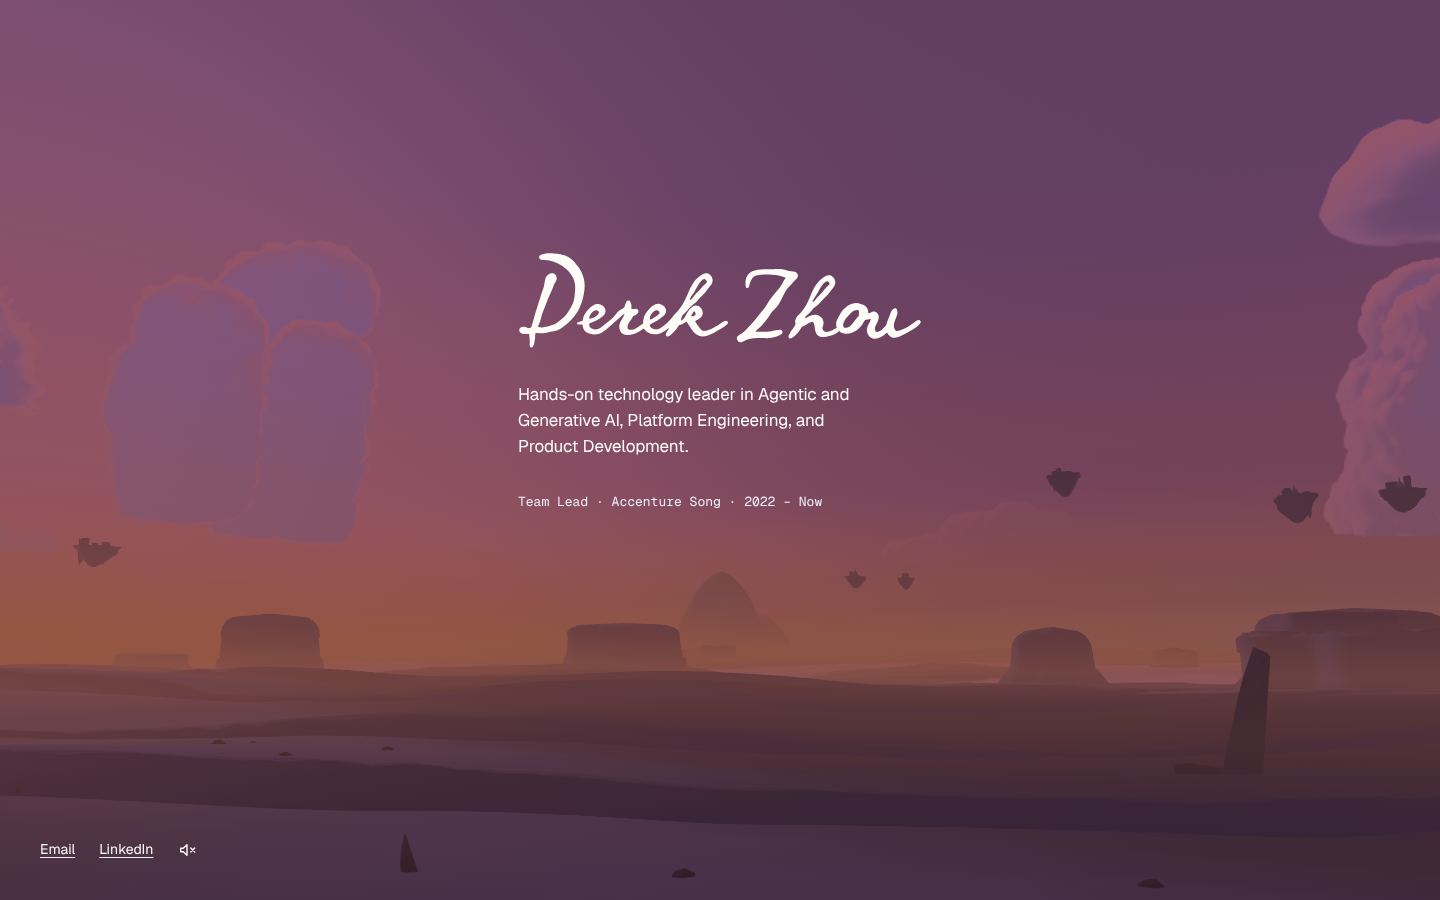 Derek Zhou
Hands-on technology leader in Agentic and
Generative AI, Platform Engineering, and
Product Development.
Team Lead · Accenture Song · 2022 – Now
Email LinkedIn